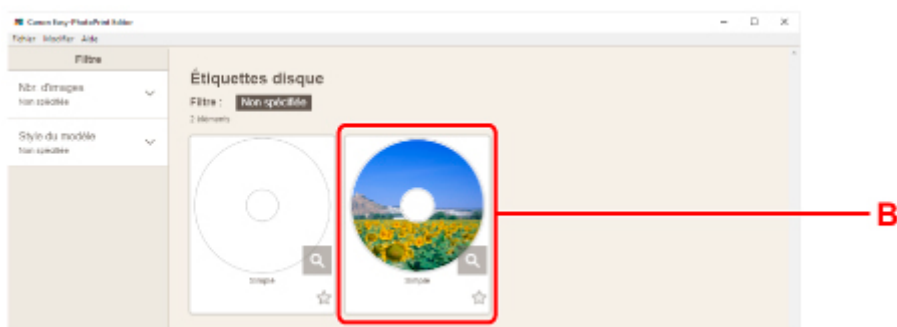 Canon Easy-PhotoPrint Editor
Fichier Modifier Aide
Filtre
Nbr. d'images
Non spécifiée
Style du modèle
Non spécifiée
Étiquettes disque
Filtre : Non spécifiée
2 éléments
Simple
Simple
B